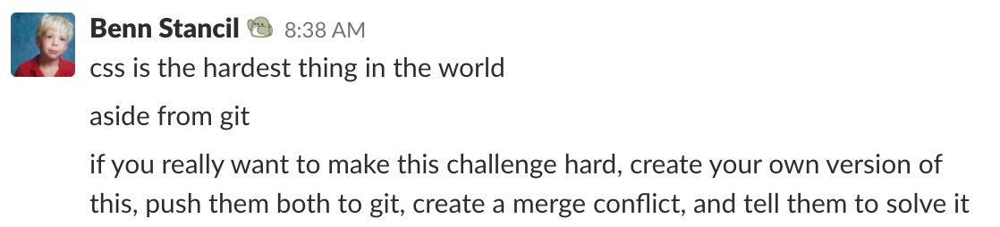 Benn Stancil 8:38 AM
css is the hardest thing in the world
aside from git
if you really want to make this challenge hard, create your own version of
this, push them both to git, create a merge conflict, and tell them to solve it